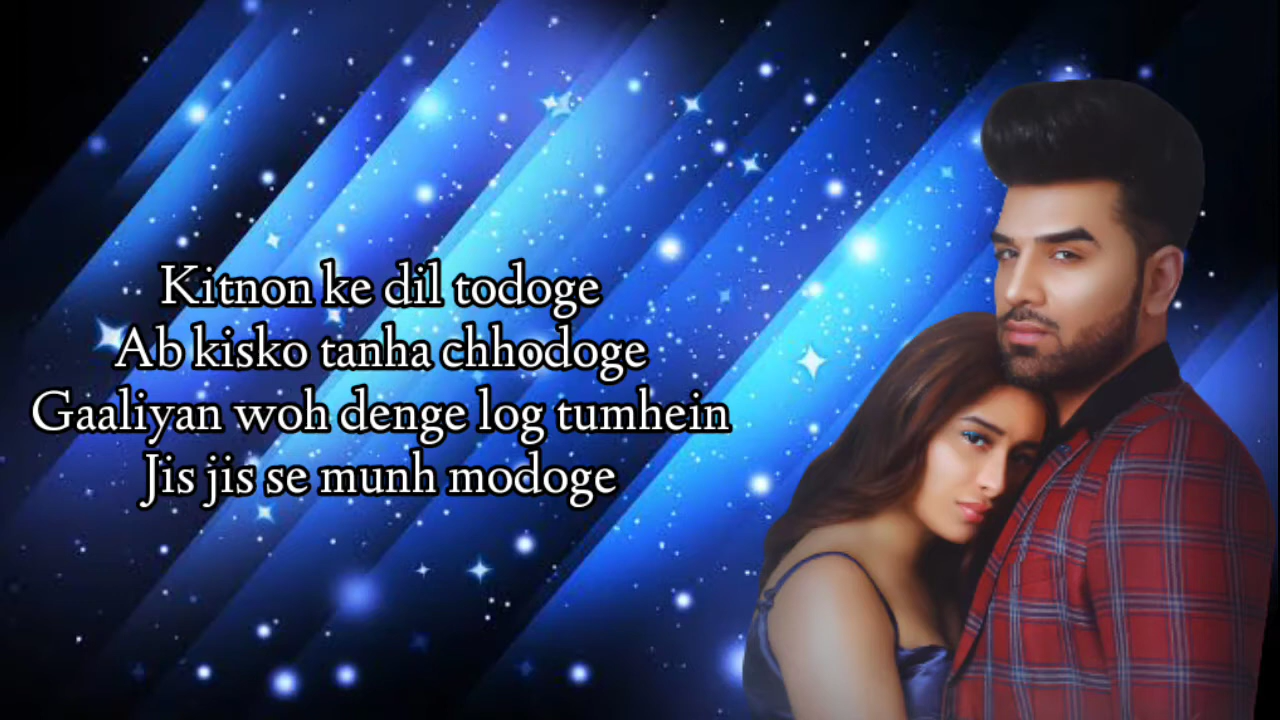 Kitnon ke dil todoge
Ab kisko tanha chhodoge
Gaaliyan woh denge log tumhein
Jis jis se munh modoge